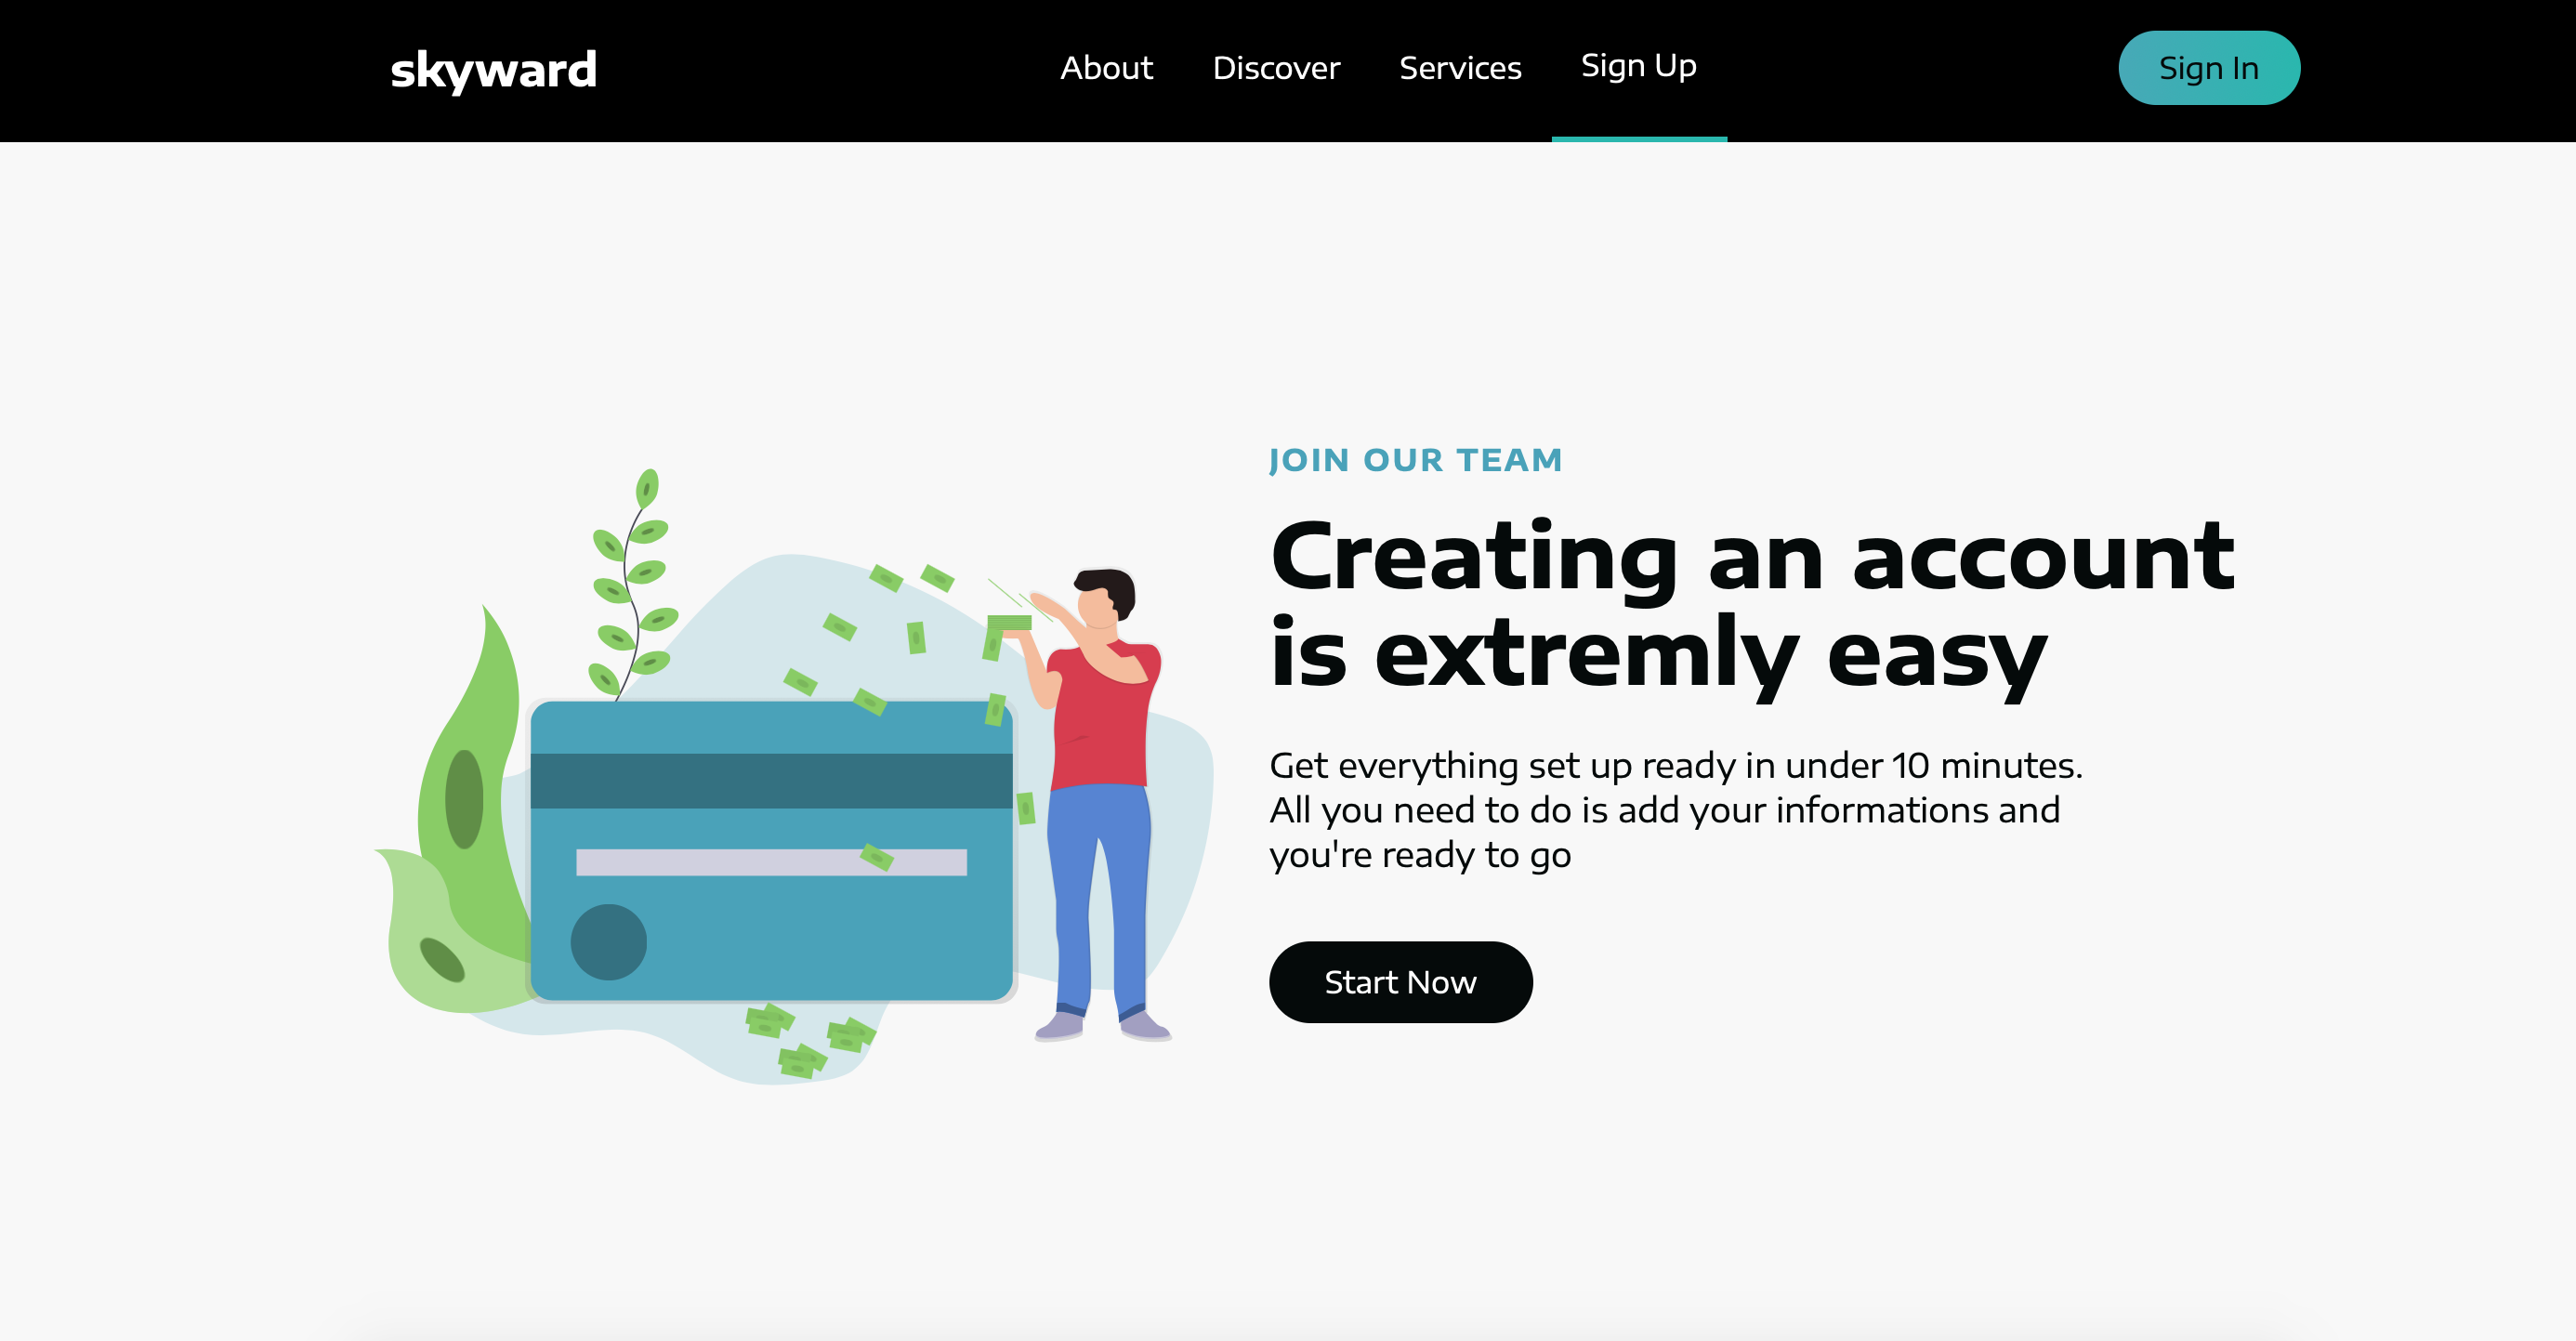 skyward
About Discover Services Sign Up Sign In
JOIN OUR TEAM
Creating an account
is extremly easy
Get everything set up ready in under 10 minutes.
All you need to do is add your informations and
you're ready to go
Start Now